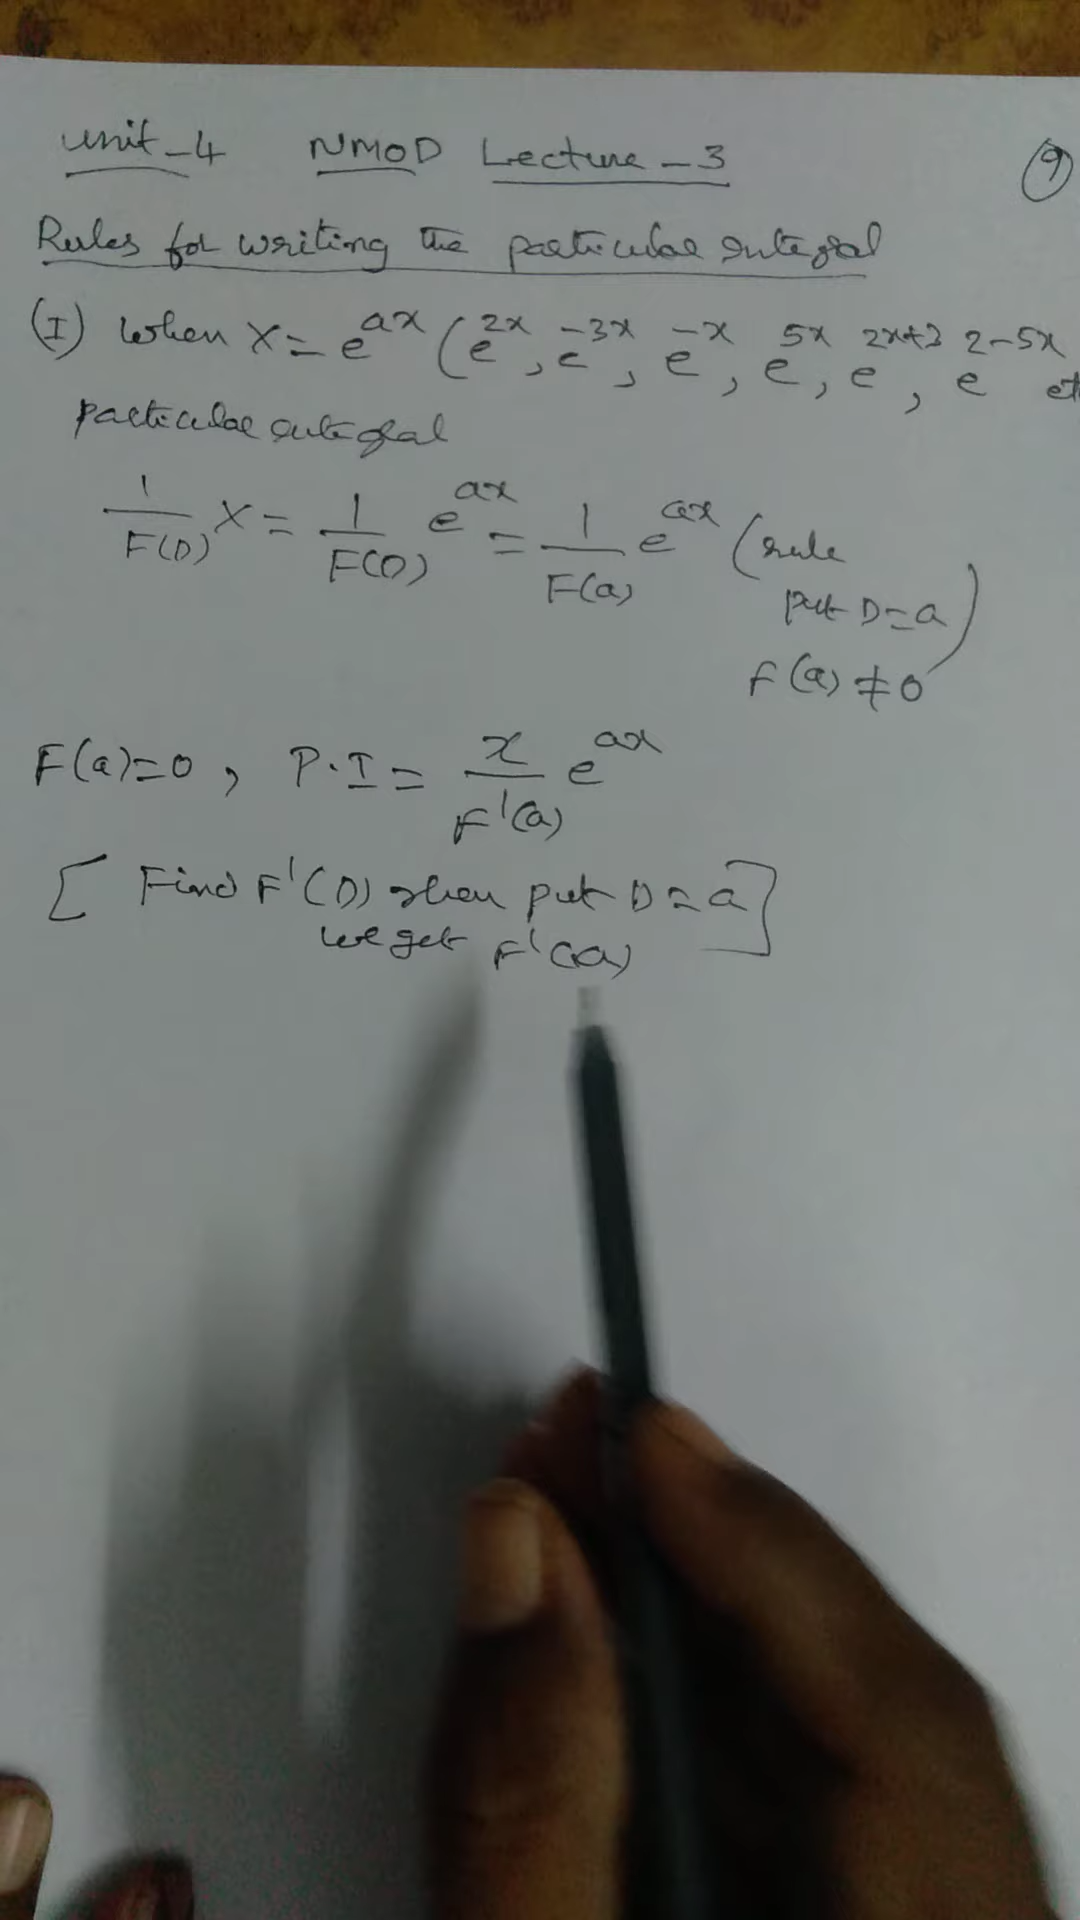 Unit-4 NMOD Lecture-3 9
Rules for writing the particular Integral
(I) when X = e^ax (e^2x, e^-3x, e^-x, e^5x, e^2x+3, e^2-5x et
particular integral
1/F(D) X = 1/F(D) e^ax = 1/F(a) e^ax (rule
put D=a)
F(a) ≠ 0
F(a)=0, P.I = x/F'(a) e^ax
[Find F'(D) then put D = a]
we get F'(a)